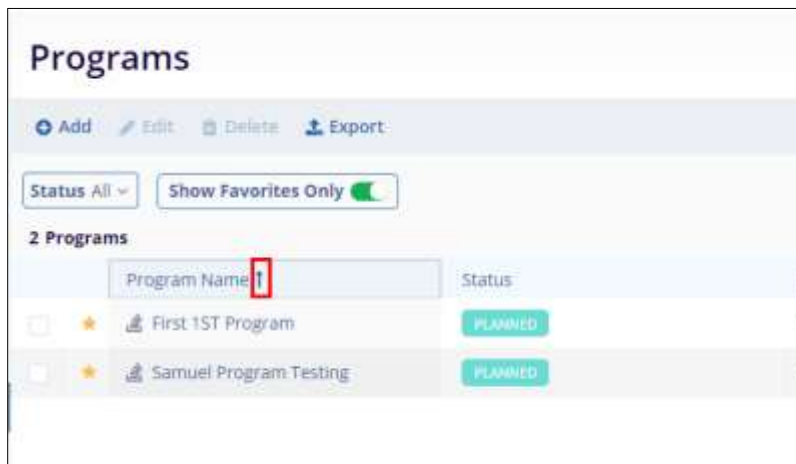 Programs
Add Edit Delete Export
Status All Show Favorites Only
2 Programs
Program Name Status
First 1ST Program PLANNED
Samuel Program Testing PLANNED